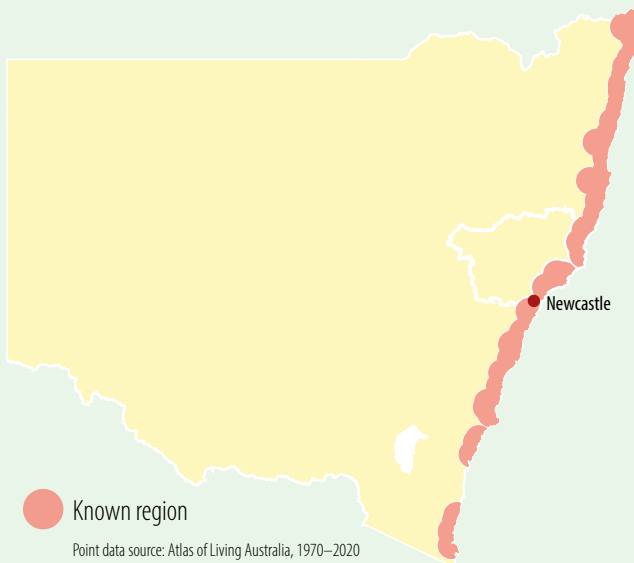 Newcastle
Known region
Point data source: Atlas of Living Australia, 1970–2020